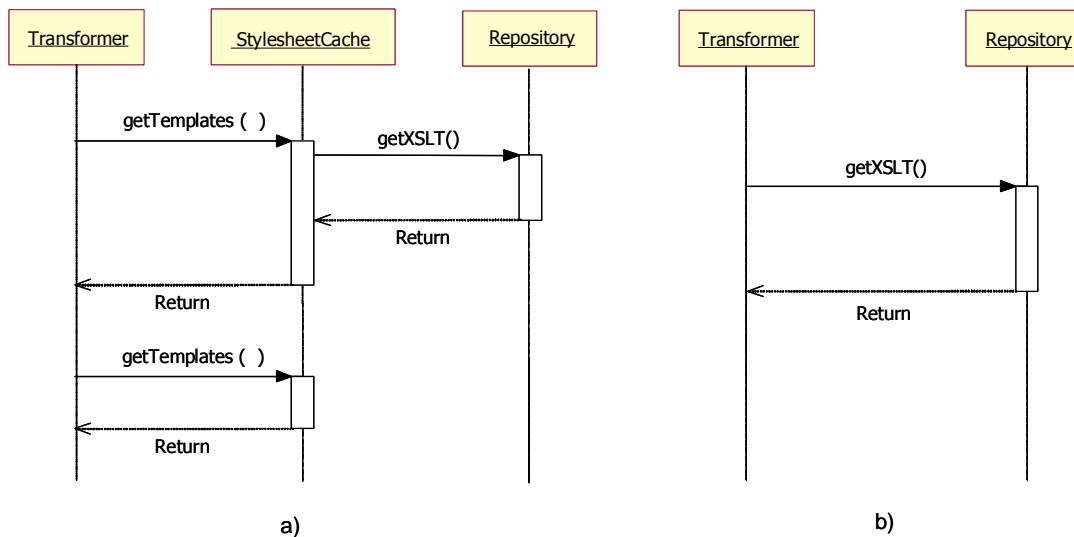 Transformer
StylesheetCache
Repository
Transformer
Repository
getTemplates ( )
getXSLT()
getXSLT()
Return
Return
Return
getTemplates ( )
Return
a)
b)